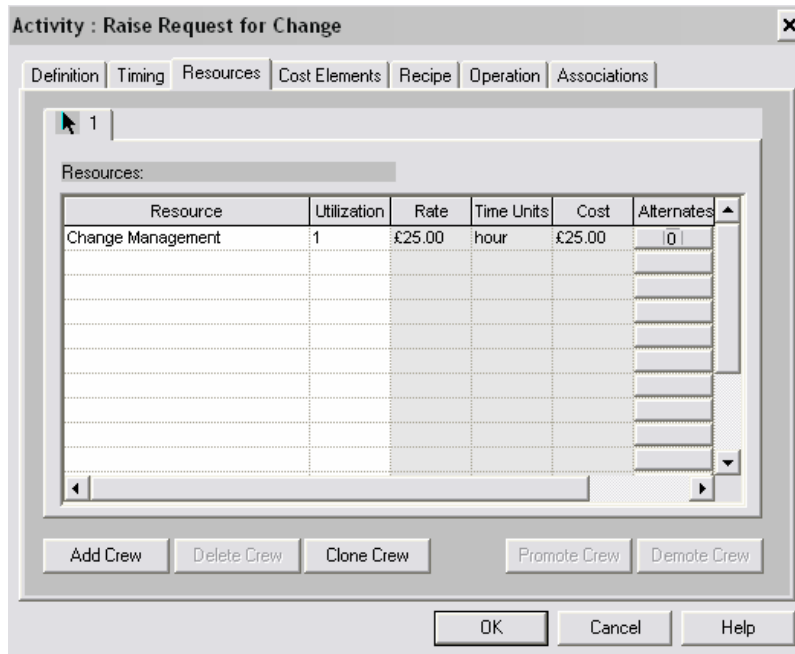 Activity : Raise Request for Change
Definition Timing Resources Cost Elements Recipe Operation Associations
1
Resources:
Resource Utilization Rate Time Units Cost Alternates
Change Management 1 £25.00 hour £25.00 0
Add Crew Delete Crew Clone Crew Promote Crew Demote Crew
OK Cancel Help